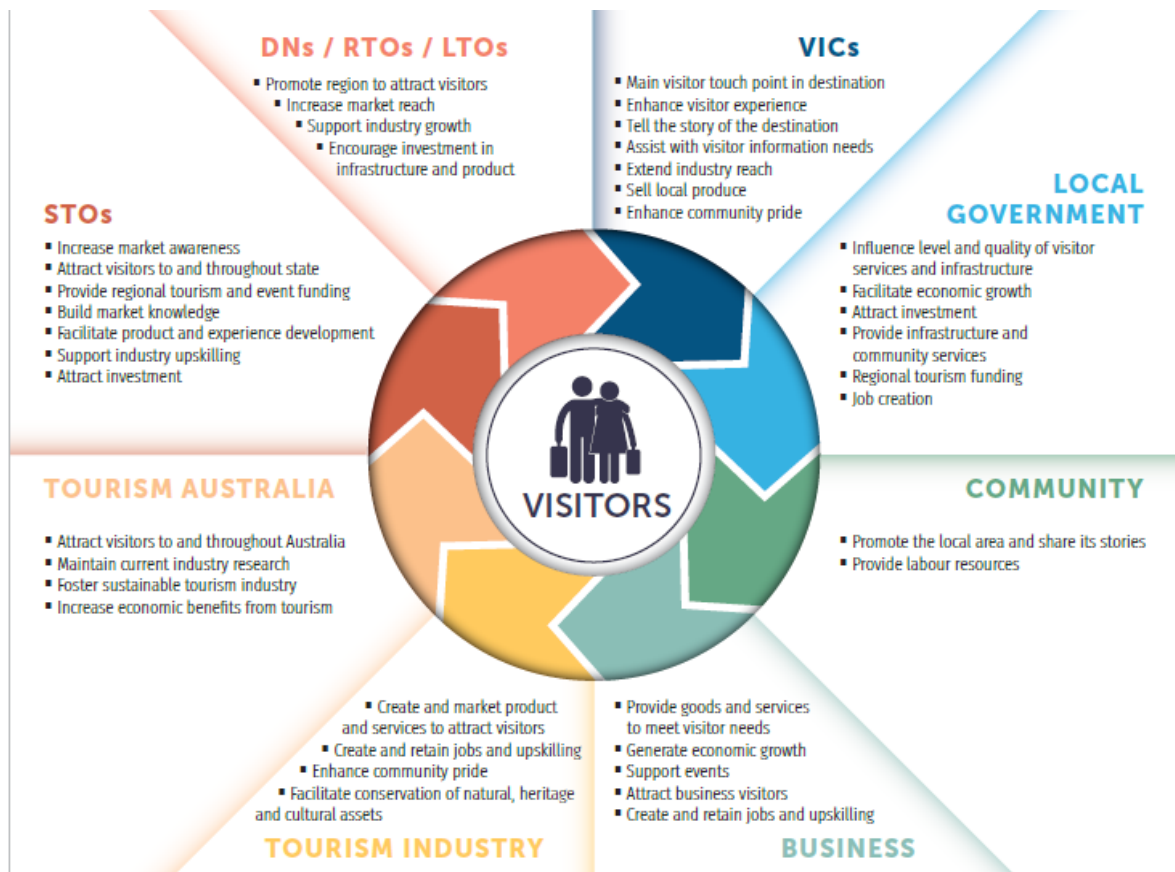 DNs / RTOs / LTOs
▪ Promote region to attract visitors
▪ Increase market reach
▪ Support industry growth
▪ Encourage investment in
infrastructure and product
VICs
▪ Main visitor touch point in destination
▪ Enhance visitor experience
▪ Tell the story of the destination
▪ Assist with visitor information needs
▪ Extend industry reach
▪ Sell local produce
▪ Enhance community pride
LOCAL
GOVERNMENT
▪ Influence level and quality of visitor
services and infrastructure
▪ Facilitate economic growth
▪ Attract investment
▪ Provide infrastructure and
community services
▪ Regional tourism funding
▪ Job creation
STOs
▪ Increase market awareness
▪ Attract visitors to and throughout state
▪ Provide regional tourism and event funding
▪ Build market knowledge
▪ Facilitate product and experience development
▪ Support industry upskilling
▪ Attract investment
VISITORS
TOURISM AUSTRALIA
▪ Attract visitors to and throughout Australia
▪ Maintain current industry research
▪ Foster sustainable tourism industry
▪ Increase economic benefits from tourism
COMMUNITY
▪ Promote the local area and share its stories
▪ Provide labour resources
▪ Create and market product
and services to attract visitors
▪ Create and retain jobs and upskilling
▪ Enhance community pride
▪ Facilitate conservation of natural, heritage
and cultural assets
TOURISM INDUSTRY
▪ Provide goods and services
to meet visitor needs
▪ Generate economic growth
▪ Support events
▪ Attract business visitors
▪ Create and retain jobs and upskilling
BUSINESS